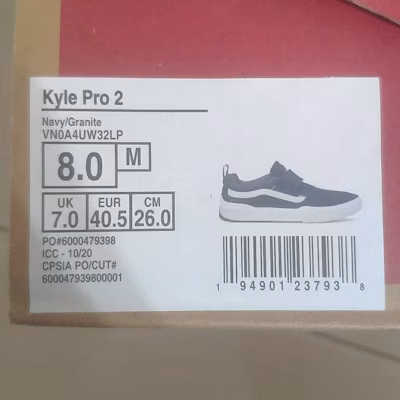 Kyle Pro 2
Navy/Granite
VN0A4UW32LP
8.0 M
UK EUR CM
7.0 40.5 26.0
PO#6000479398
ICC - 10/20
CPSIA PO/CUT#
600047939800001
1 94901 23793 8